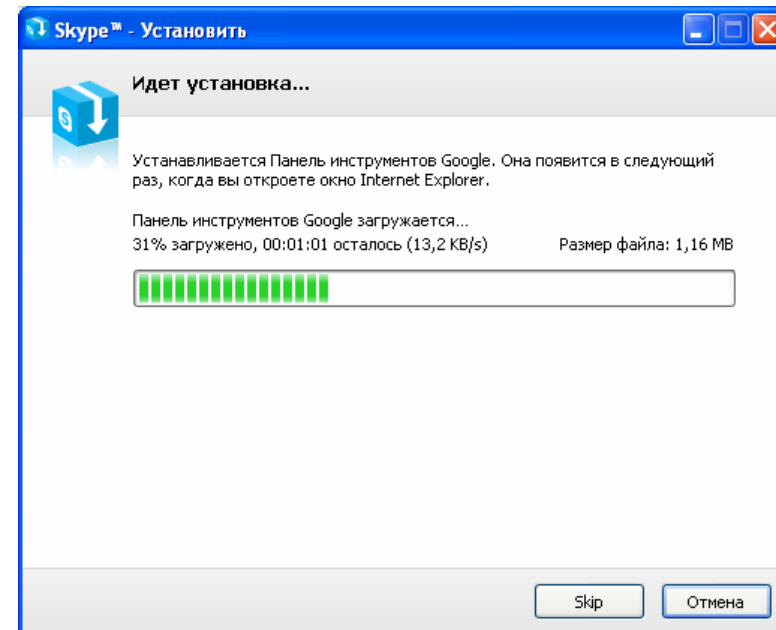 Skype™ - Установить
Идет установка...
Устанавливается Панель инструментов Google. Она появится в следующий
раз, когда вы откроете окно Internet Explorer.
Панель инструментов Google загружается...
31% загружено, 00:01:01 осталось (13,2 KB/s) Размер файла: 1,16 MB
Skip Отмена